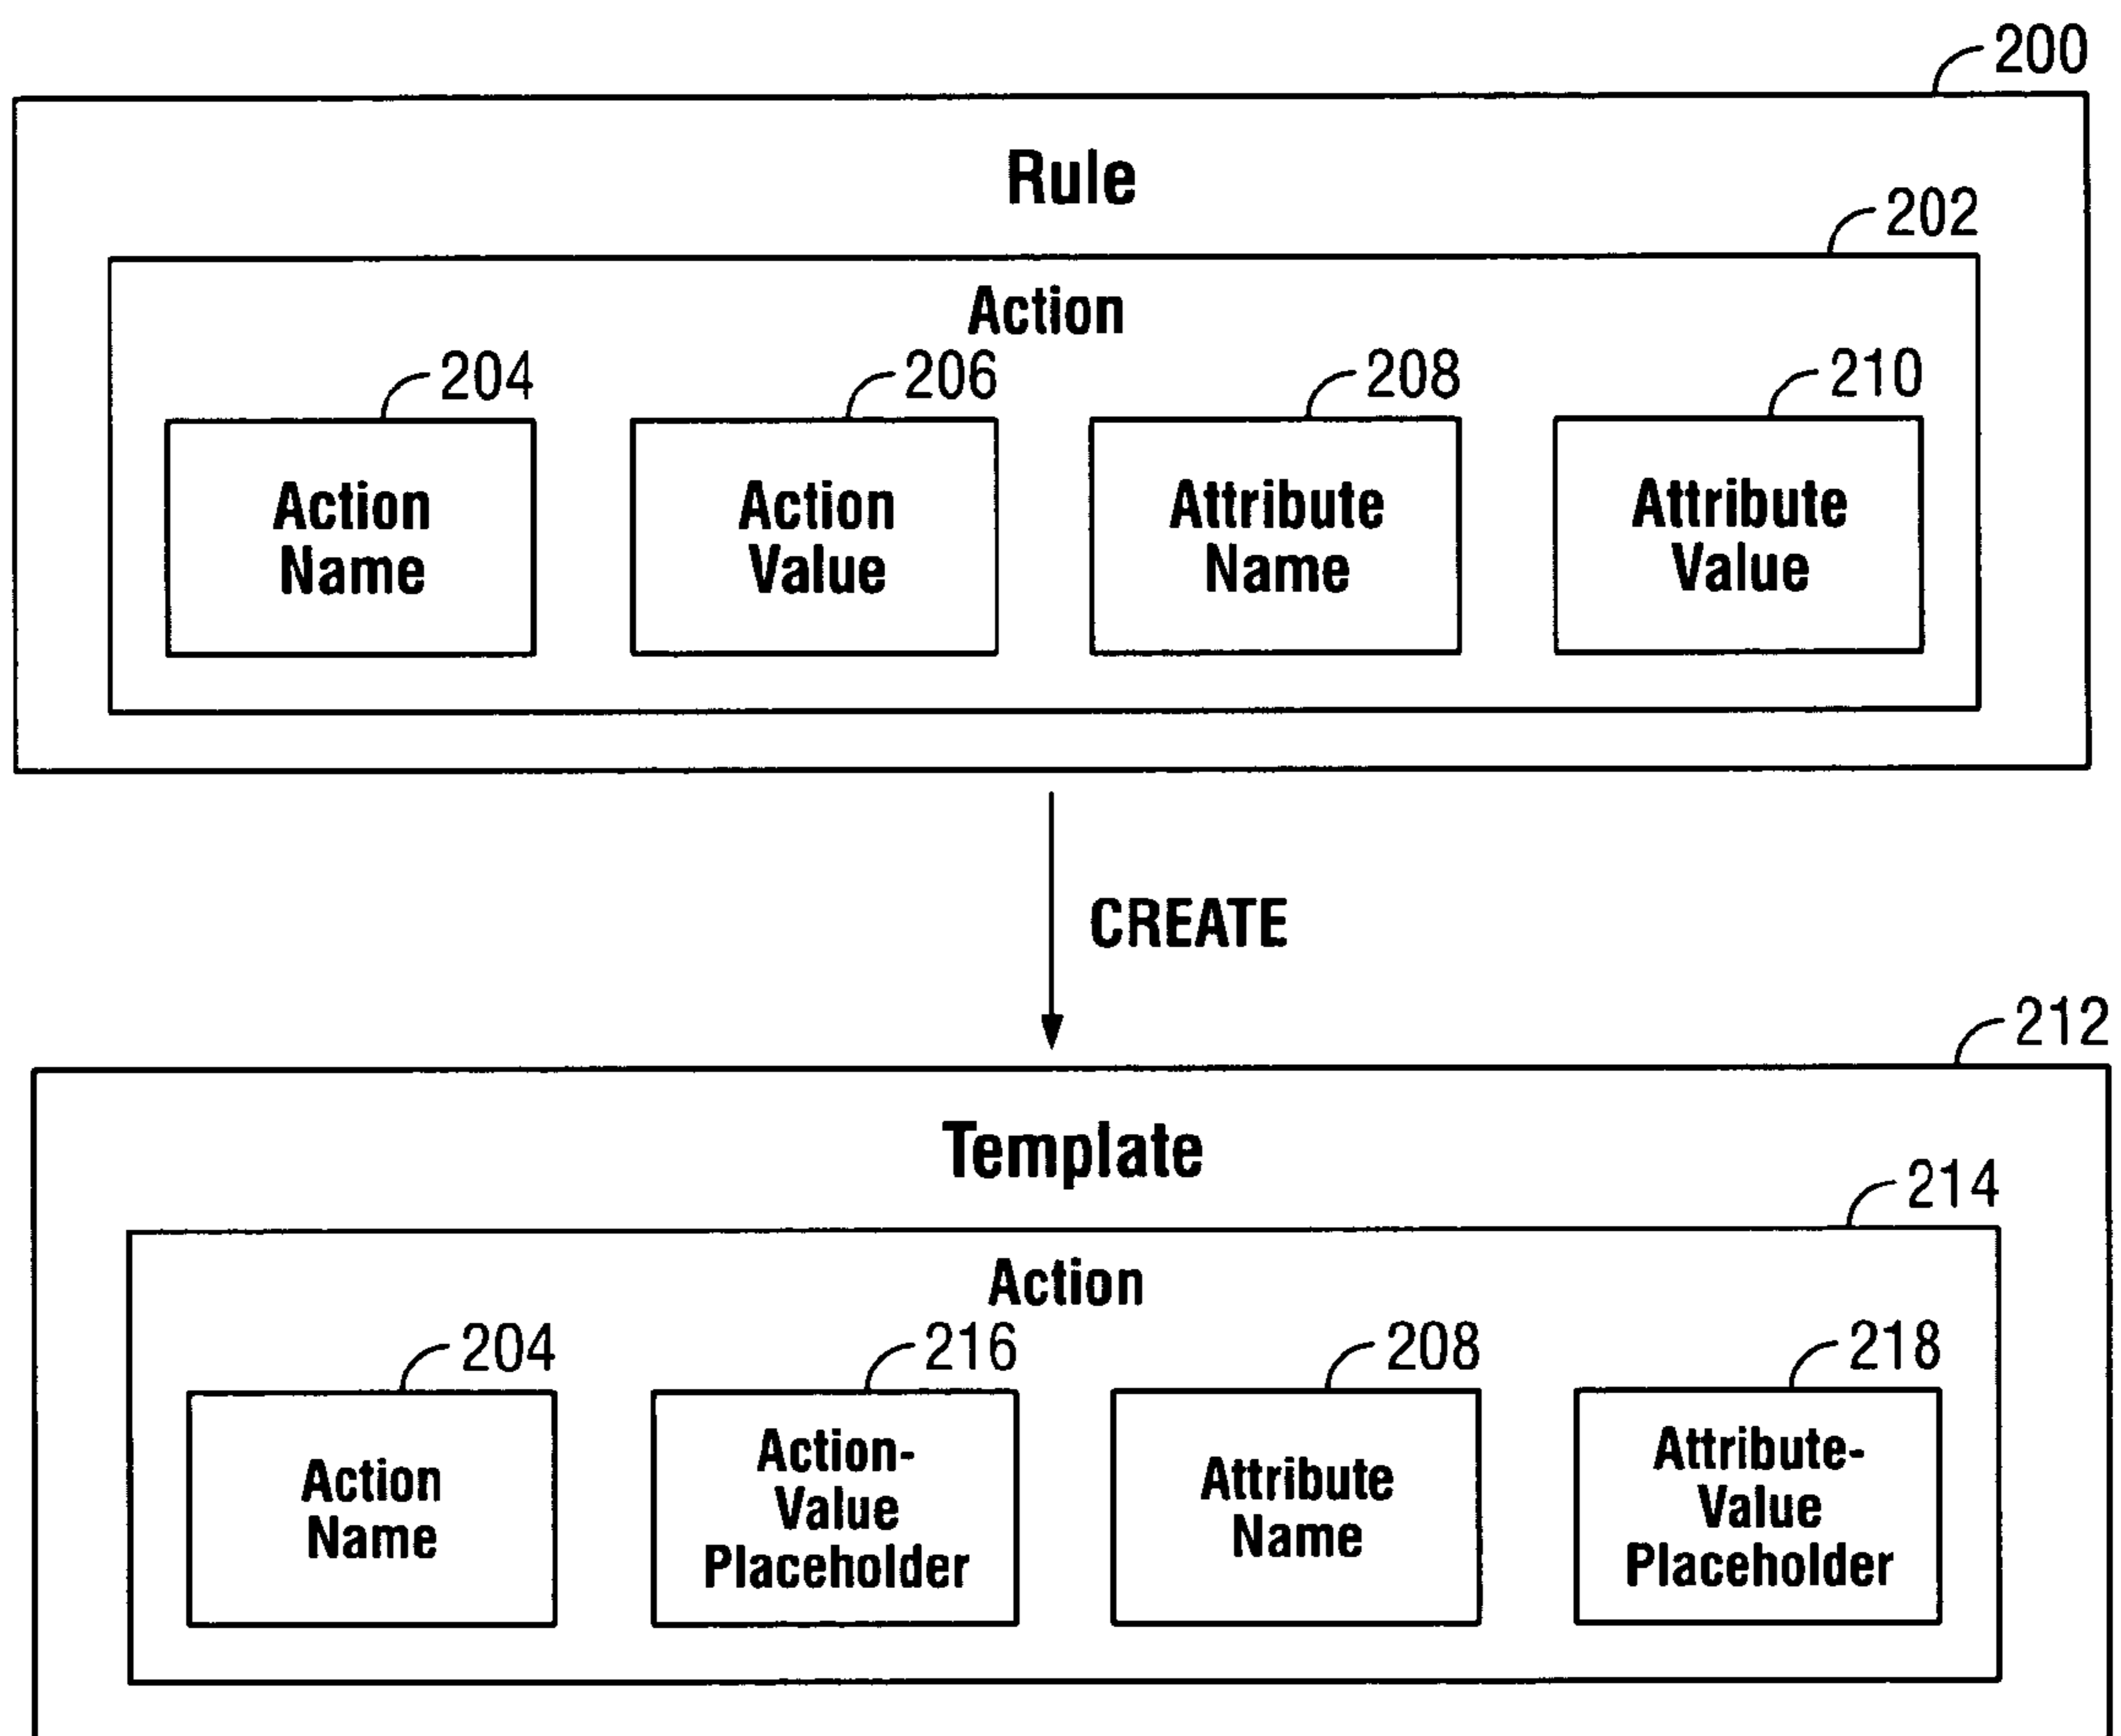 200
Rule
202
Action
204 206 208 210
Action Action Attribute Attribute
Name Value Name Value
CREATE
212
Template
214
Action
204 216 208 218
Action Name
Action-
Value
Placeholder
Attribute
Name
Attribute-
Value
Placeholder